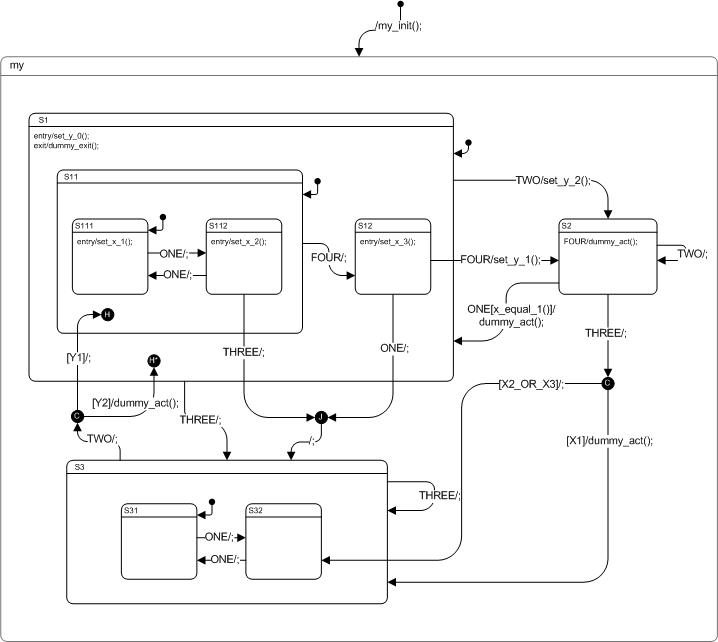 /my_init();
my
S1
entry/set_y_0();
exit/dummy_exit();
S11
TWO/set_y_2();
S111
entry/set_x_1();
S112
entry/set_x_2();
S12
entry/set_x_3();
S2
FOUR/dummy_act();
ONE/;
ONE/;
FOUR/;
FOUR/set_y_1();
TWO/;
H
ONE[x_equal_1()]/
dummy_act();
[Y1]/;
H*
THREE/;
ONE/;
THREE/;
[Y2]/dummy_act();
C
THREE/;
J
[X2_OR_X3]/;
C
TWO/;
/;
[X1]/dummy_act();
S3
THREE/;
S31
S32
ONE/;
ONE/;